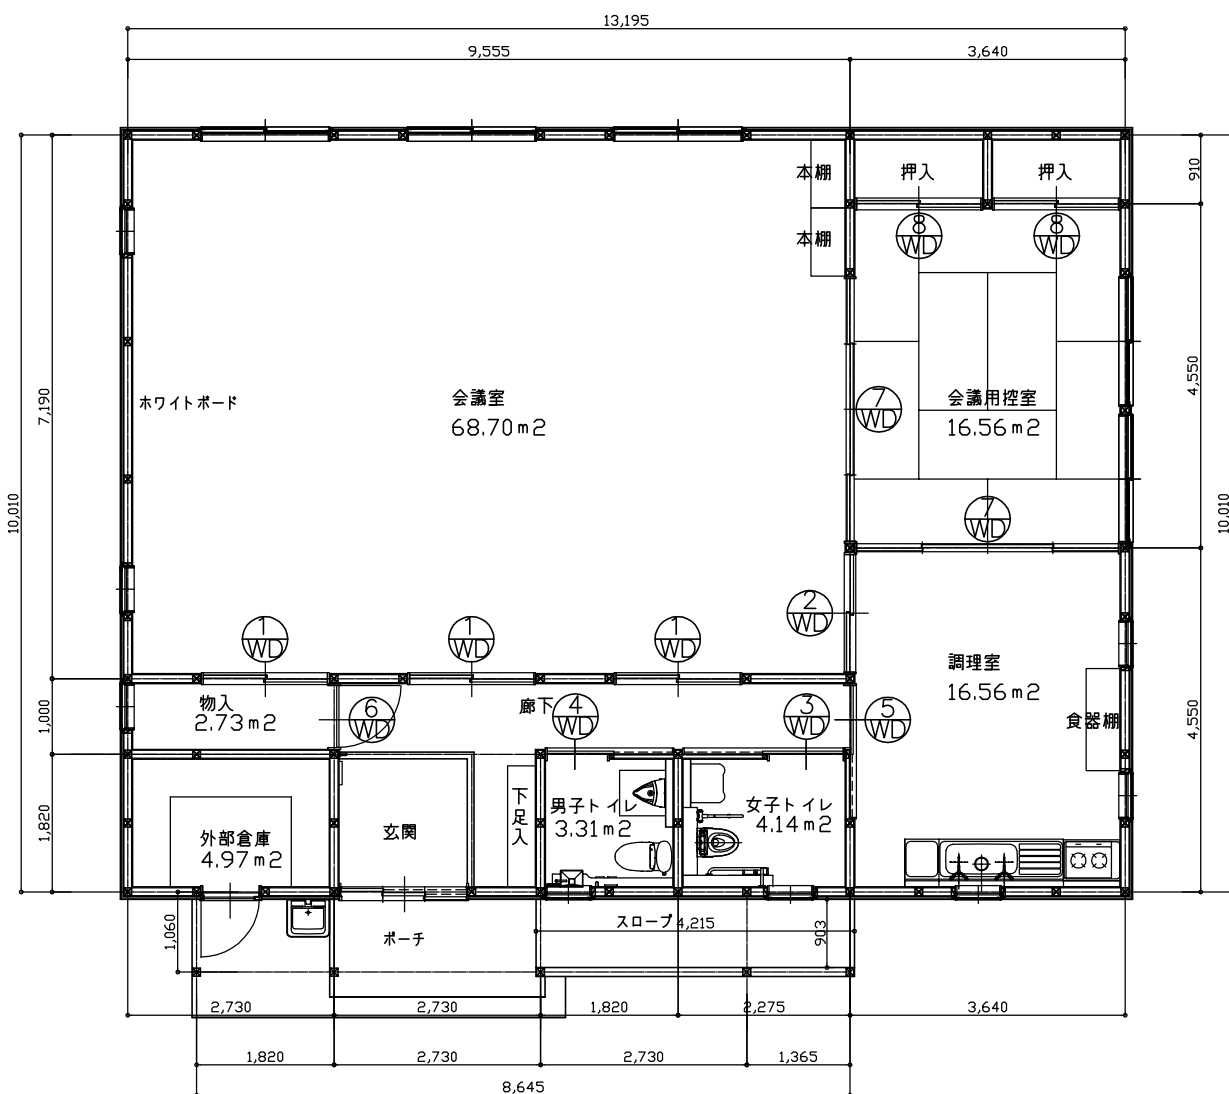 13,195
9,555
3,640
本棚
押入
押入
910
本棚
8
WD
8
WD
7,190
ホワイトボード
会議室
68.70m2
7
WD
会議用控室
16.56m2
4,550
10,010
10,010
7
WD
2
WD
1
WD
1
WD
1
WD
調理室
16.56m2
1,000
物入
2.73m2
6
WD
廊下
4
WD
3
WD
5
WD
食器棚
4,550
1,820
外部倉庫
4.97m2
玄関
下足入
男子トイレ
3.31m2
女子トイレ
4.14m2
1,060
ポーチ
スロープ
4,215
903
2,730
2,730
1,820
2,275
3,640
1,820
2,730
2,730
1,365
8,645